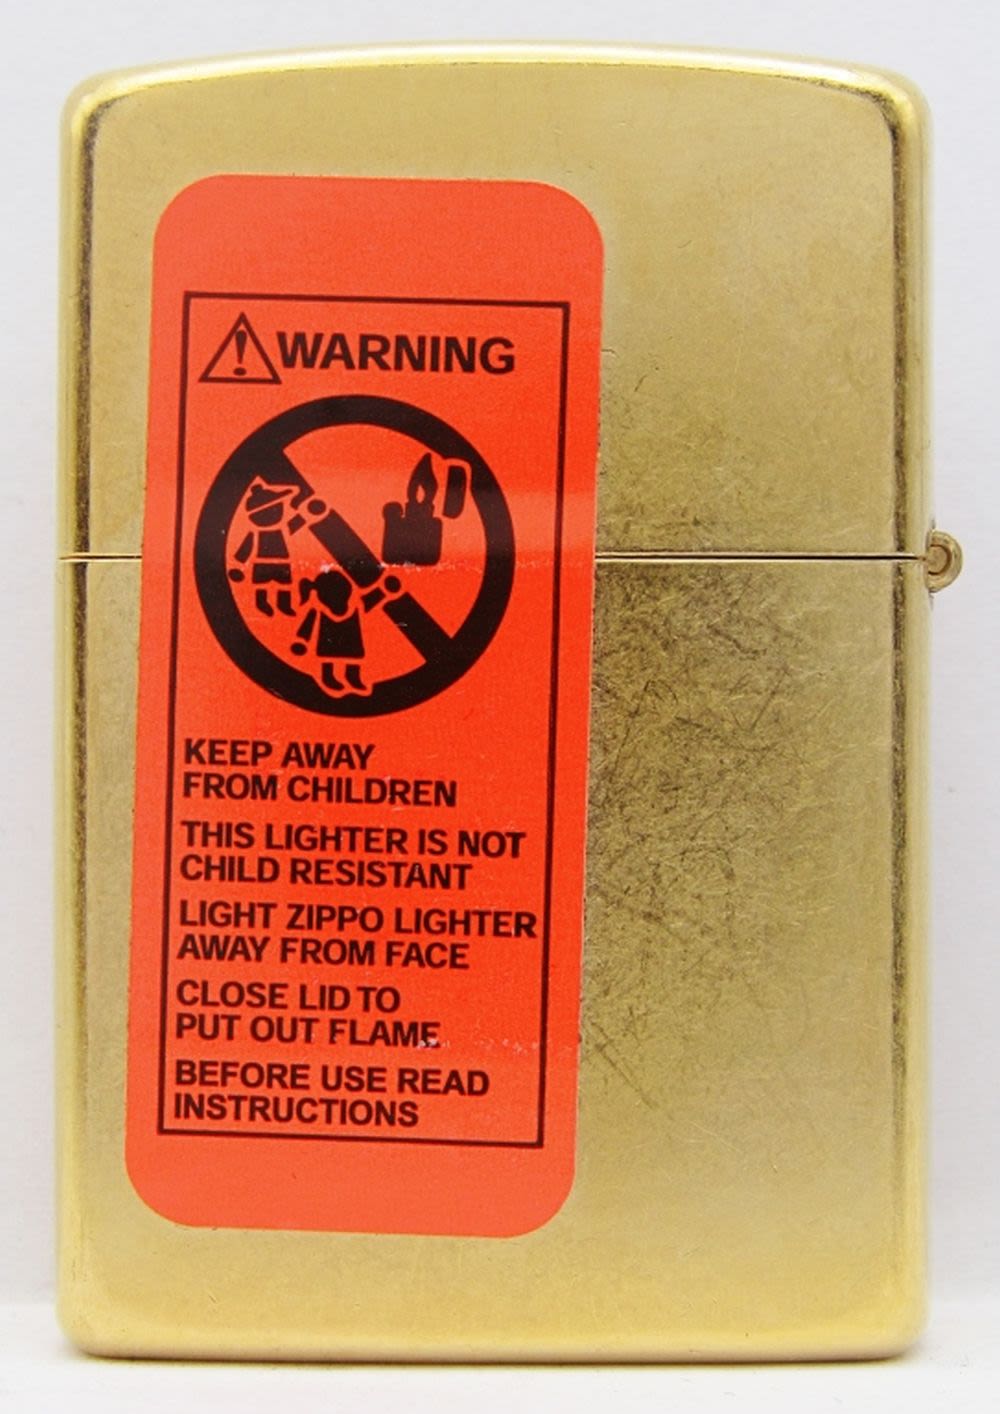 WARNING
KEEP AWAY
FROM CHILDREN
THIS LIGHTER IS NOT
CHILD RESISTANT
LIGHT ZIPPO LIGHTER
AWAY FROM FACE
CLOSE LID TO
PUT OUT FLAME
BEFORE USE READ
INSTRUCTIONS